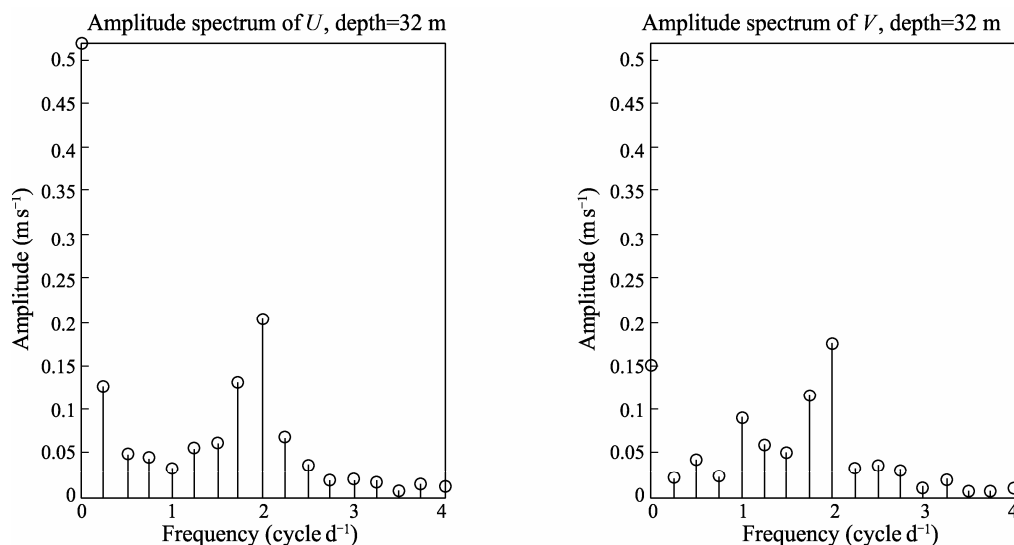 Amplitude spectrum of U, depth=32 m
0.5
0.45
0.4
0.35
0.3
0.25
0.2
0.15
0.1
0.05
0
Amplitude (m s⁻¹)
0 1 2 3 4
Frequency (cycle d⁻¹)
Amplitude spectrum of V, depth=32 m
0.5
0.45
0.4
0.35
0.3
0.25
0.2
0.15
0.1
0.05
0
Amplitude (m s⁻¹)
0 1 2 3 4
Frequency (cycle d⁻¹)